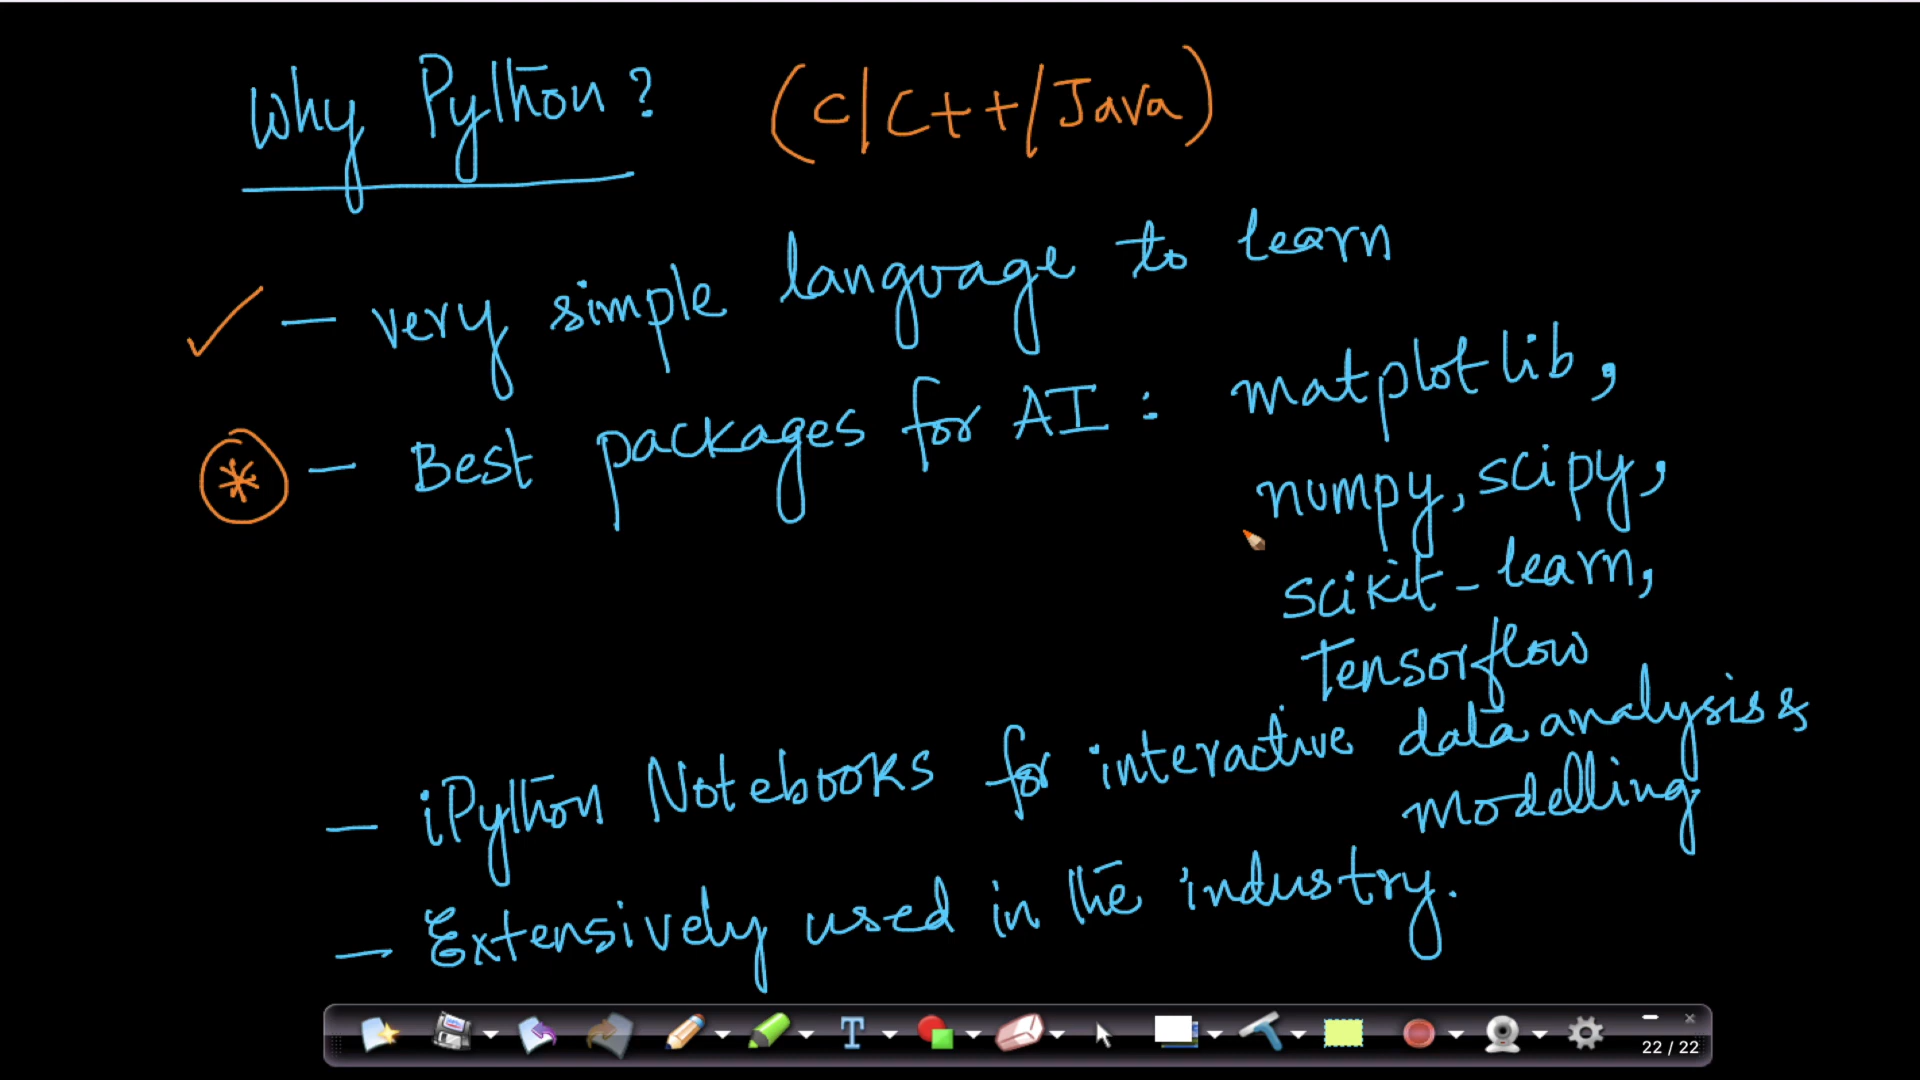 Why Python? (C/C++/Java)
- very simple language to learn
- Best packages for AI: matplotlib,
numpy, scipy,
scikit-learn,
Tensorflow
- iPython Notebooks for interactive data analysis &
modelling
- Extensively used in the industry.
T
22 / 22